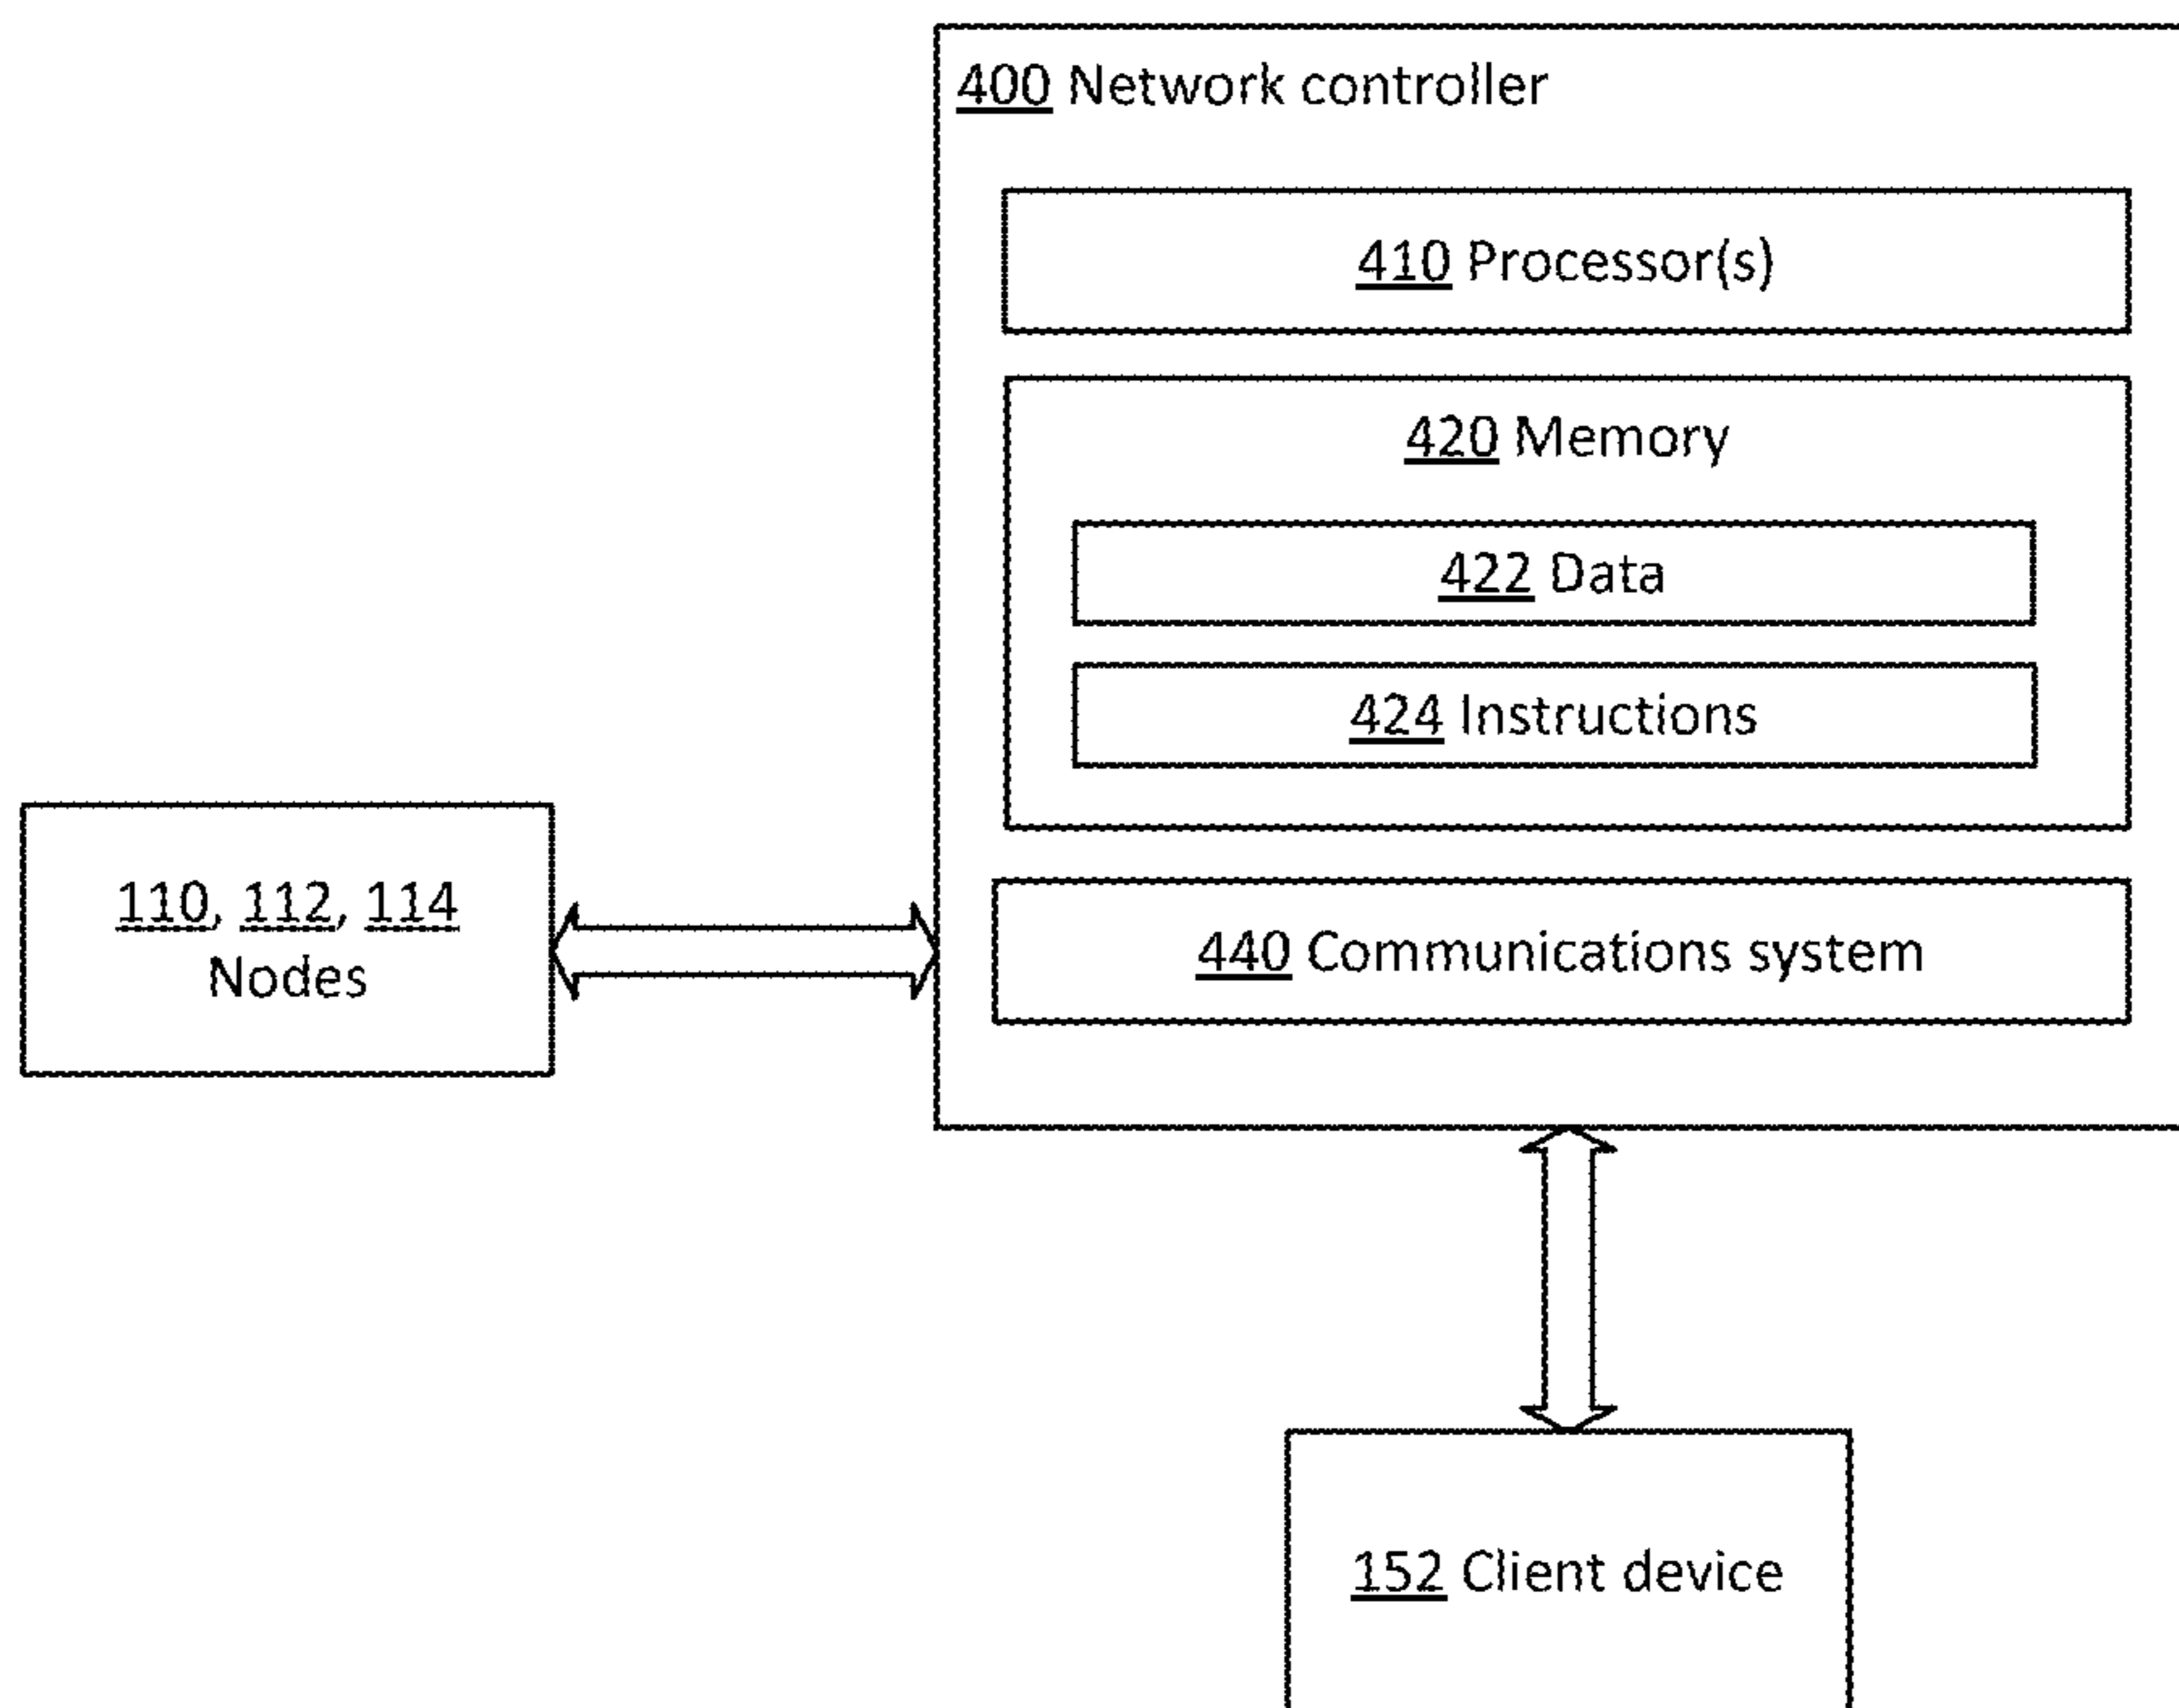 400 Network controller
410 Processor(s)
420 Memory
422 Data
424 Instructions
110, 112, 114
Nodes
440 Communications system
152 Client device